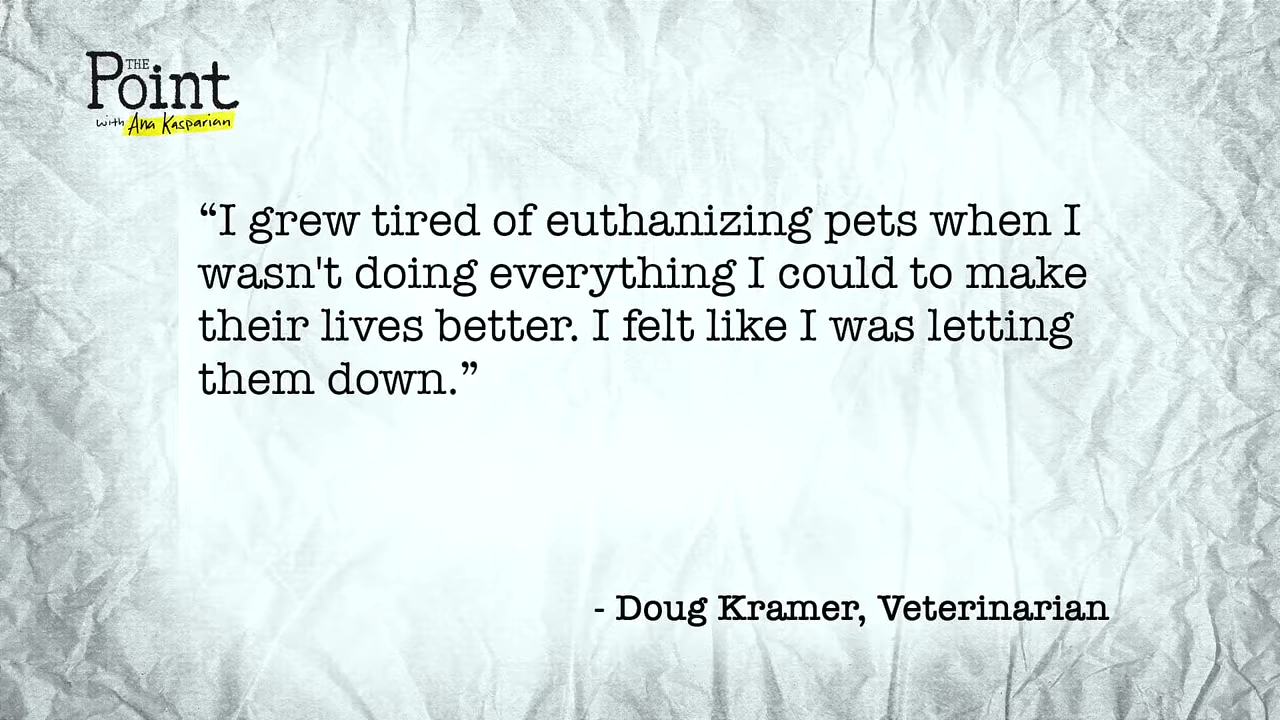 THE
Point
with Ana Kasparian
“I grew tired of euthanizing pets when I
wasn't doing everything I could to make
their lives better. I felt like I was letting
them down.”
- Doug Kramer, Veterinarian